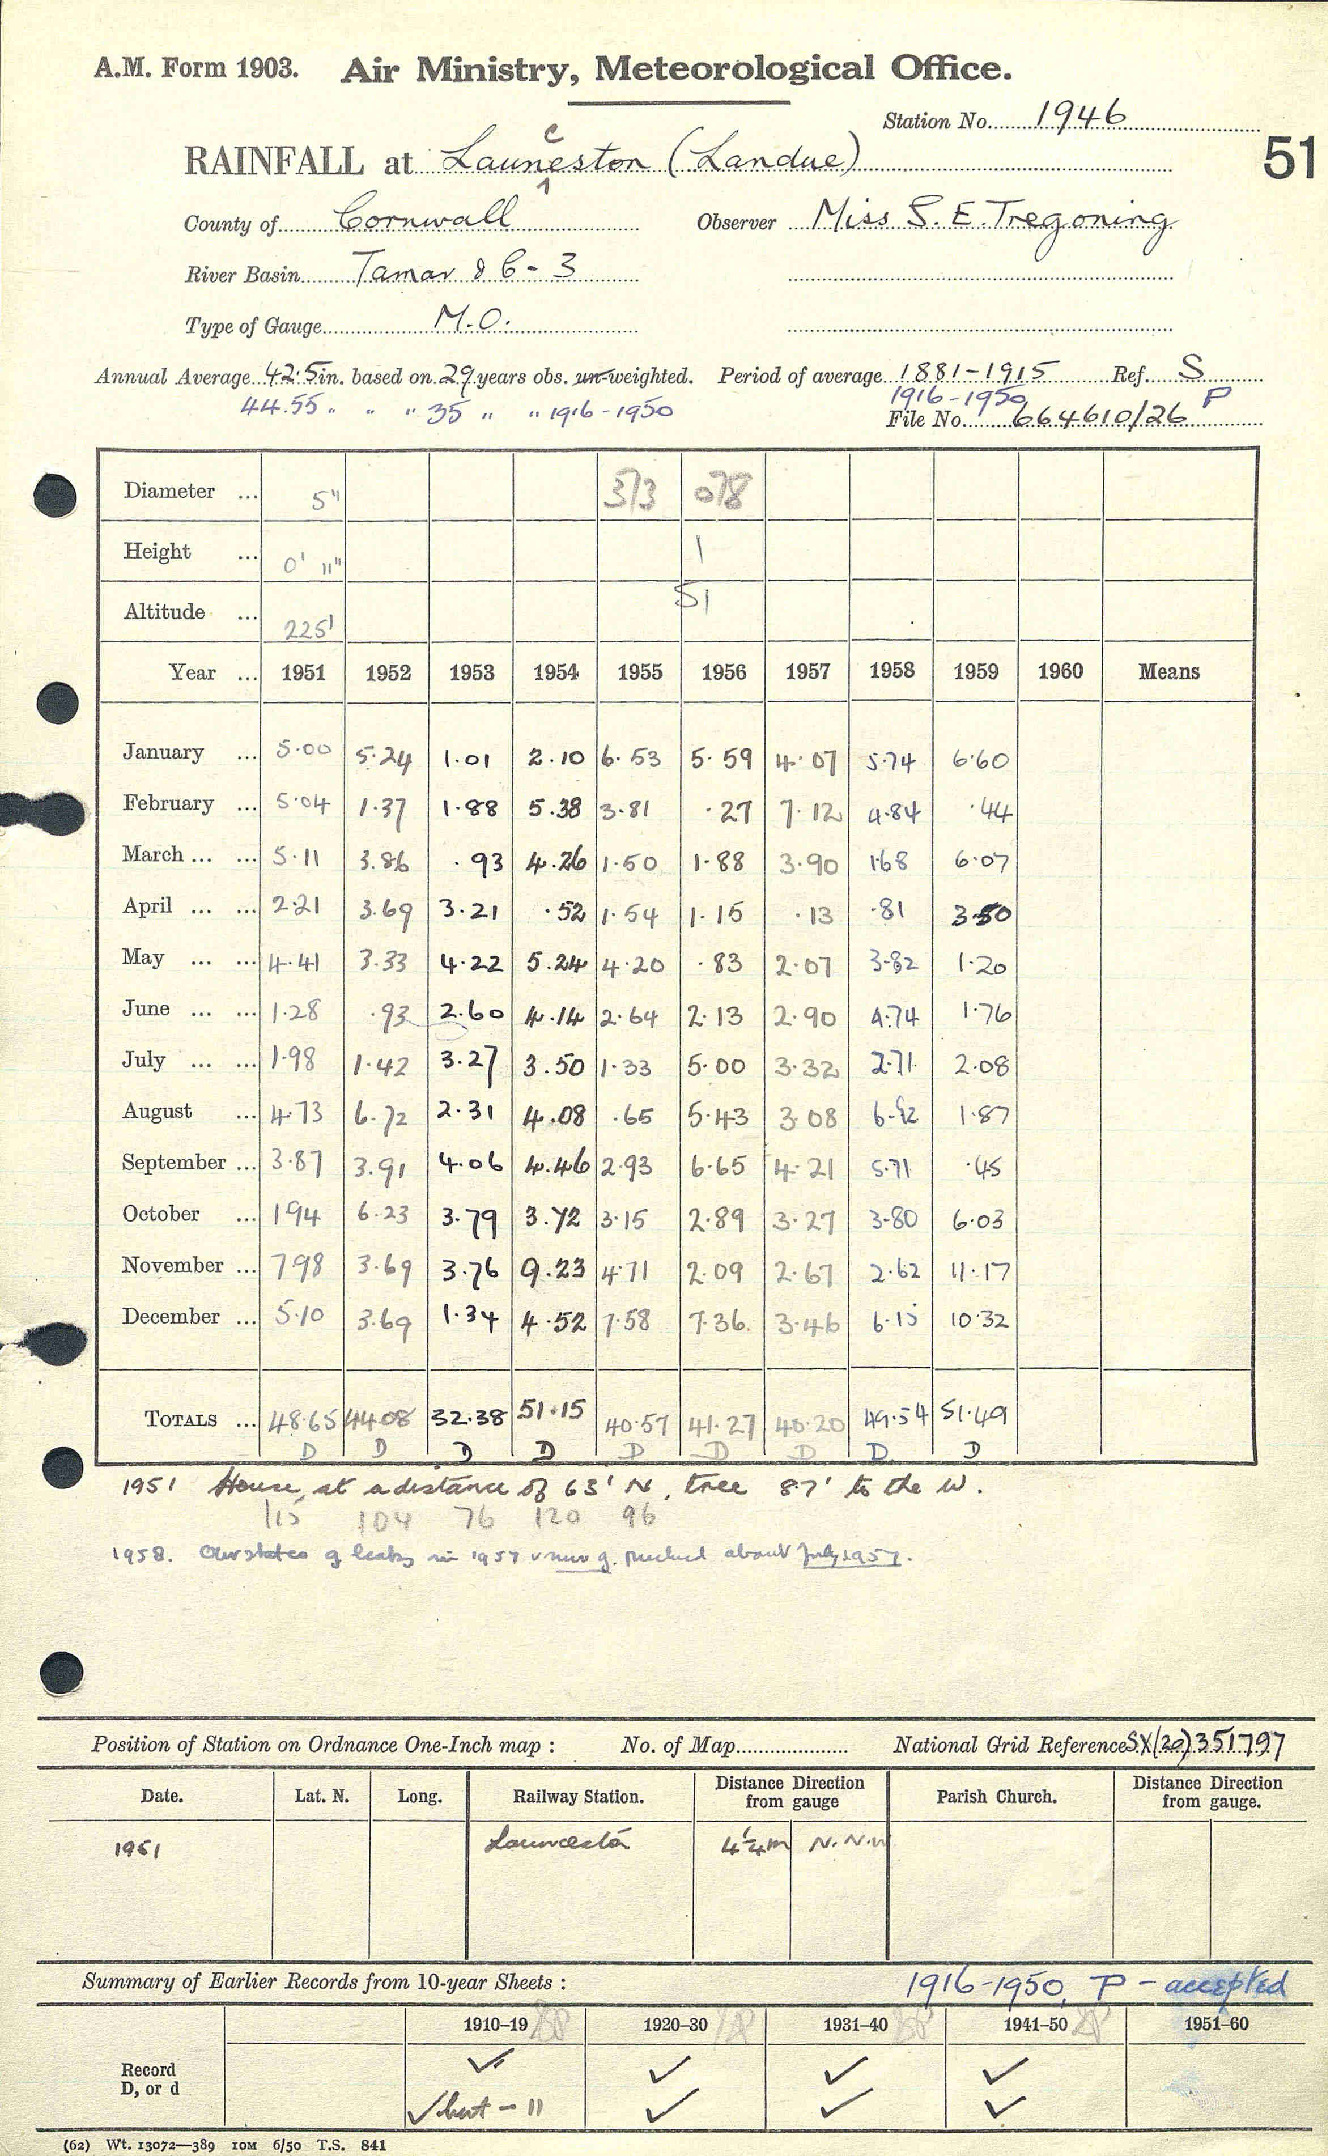 A.M. Form 1903. Air Ministry, Meteorological Office.
Station No. 1946
51
RAINFALL at Launceston (Landue)
County of Cornwall Observer Miss S. E. Tregoning
River Basin Tamar & C - 3
Type of Gauge M.O.
Annual Average 42.5 in. based on 29 years obs. un-weighted. Period of average 1881-1915 Ref. S
44.55 " " " 35 " " 1916-1950 1916-1950 P
File No. 664610/26
Diameter ... 5" 5/3 078
Height ... 0' 11" 1
Altitude ... 225' 51
Year ... 1951 1952 1953 1954 1955 1956 1957 1958 1959 1960 Means
January ... 5.00 5.24 1.01 2.10 6.53 5.59 4.07 5.74 6.60
February ... 5.04 1.37 1.88 5.38 3.81 .27 7.12 4.84 .44
March ... ... 5.11 3.86 .93 4.26 1.50 1.88 3.90 1.68 6.07
April ... ... 2.21 3.69 3.21 .52 1.54 1.15 .13 .81 3.50
May ... ... 4.41 3.33 4.22 5.24 4.20 .83 2.07 3.82 1.20
June ... ... 1.28 .93 2.60 4.14 2.64 2.13 2.90 4.74 1.76
July ... ... 1.98 1.42 3.27 3.50 1.33 5.00 3.32 2.71 2.08
August ... 4.73 6.72 2.31 4.08 .65 5.43 3.08 6.92 1.87
September ... 3.87 3.91 4.06 4.46 2.93 6.65 4.21 5.71 .45
October ... 1.94 6.23 3.79 3.72 3.15 2.89 3.27 3.80 6.03
November ... 7.98 3.69 3.76 9.23 4.71 2.09 2.67 2.62 11.17
December ... 5.10 3.69 1.34 4.52 7.58 7.36 3.46 6.15 10.32
TOTALS ... 48.65 44.08 32.38 51.15 40.57 41.27 40.20 49.54 51.49
D D D D D D D D D
1951 House, at a distance of 63' N, tree 87' to the W.
115 104 76 120 96
1958. Obsr states g leaky in 1957 & new g. about July 1957.
Position of Station on Ordnance One-Inch map : No. of Map National Grid Reference SX(20)351797
Date. Lat. N. Long. Railway Station. Distance from gauge Direction Parish Church. Distance Direction from gauge.
1951 Launceston 4¼m N.N.W
Summary of Earlier Records from 10-year Sheets : 1916-1950, P - accepted
1910–19 1920–30 1931–40 1941–50 1951–60
Record ✓ ✓ ✓ ✓
D, or d ✓ but - 11 ✓ ✓ ✓
(62) Wt. 13072—389 10M 6/50 T.S. 841